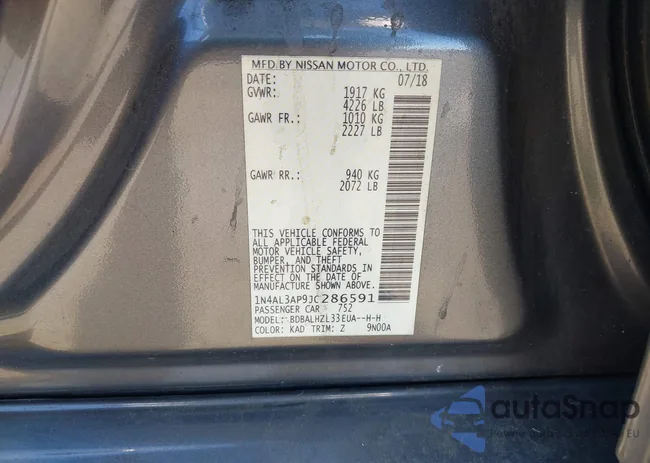 MFD BY NISSAN MOTOR CO., LTD.
DATE: 07/18
GVWR: 1917 KG
4226 LB
GAWR FR.: 1010 KG
2227 LB
GAWR RR.: 940 KG
2072 LB
THIS VEHICLE CONFORMS TO
ALL APPLICABLE FEDERAL
MOTOR VEHICLE SAFETY,
BUMPER, AND THEFT
PREVENTION STANDARDS IN
EFFECT ON THE DATE OF
MANUFACTURE SHOWN ABOVE.
1N4AL3AP9JC286591
PASSENGER CAR 752
MODEL: BDBALHZL33EUA--H-H
COLOR: KAD TRIM: Z 9N00A
autoSnap
EU